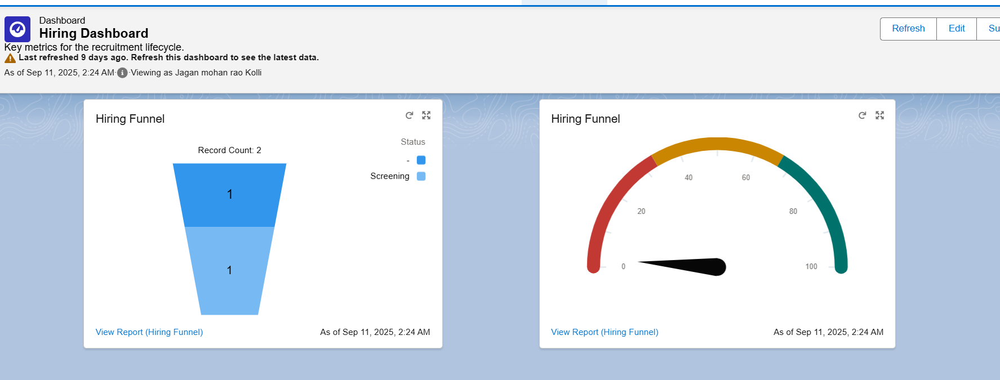 Dashboard
Hiring Dashboard
Key metrics for the recruitment lifecycle.
Last refreshed 9 days ago. Refresh this dashboard to see the latest data.
As of Sep 11, 2025, 2:24 AM·Viewing as Jagan mohan rao Kolli
Refresh
Edit
Su
Hiring Funnel
Record Count: 2
Status
-
Screening
1
1
View Report (Hiring Funnel)
As of Sep 11, 2025, 2:24 AM
Hiring Funnel
0
20
40
60
80
100
View Report (Hiring Funnel)
As of Sep 11, 2025, 2:24 AM